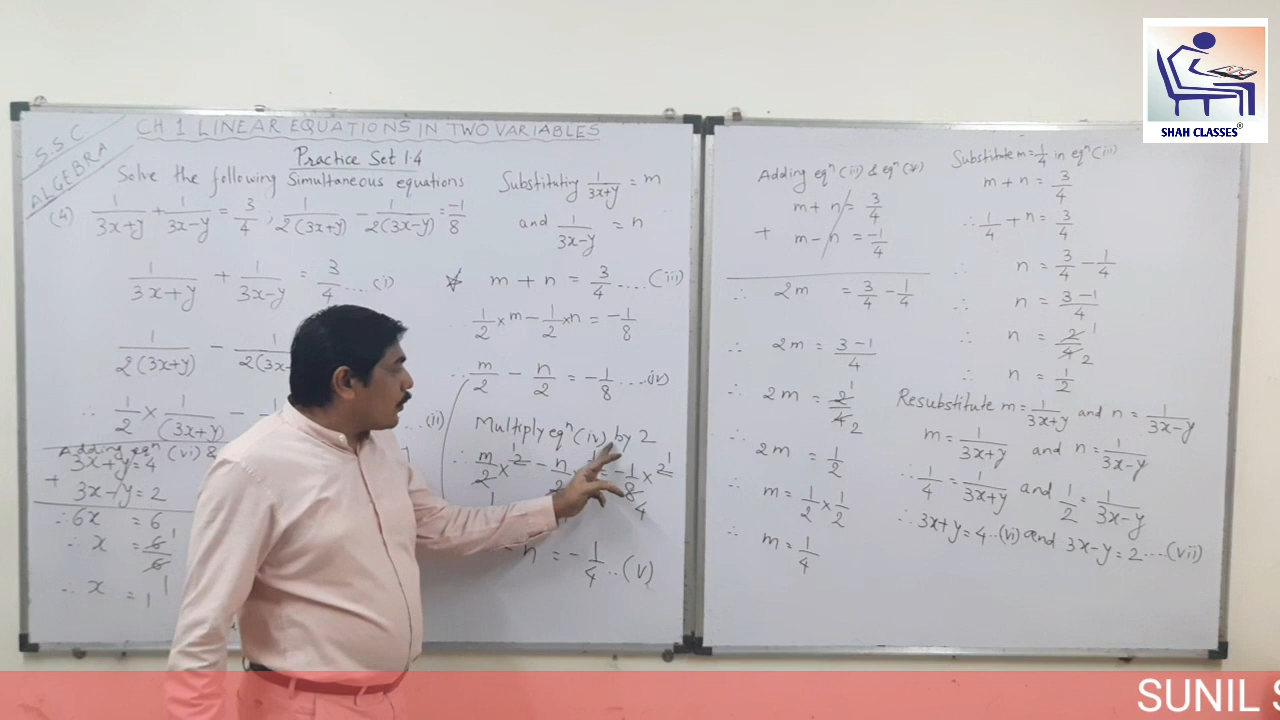 SHAH CLASSES®
S.S.C
ALGEBRA
CH 1 LINEAR EQUATIONS IN TWO VARIABLES
Practice Set 1.4
Solve the following Simultaneous equations
(4) 1/(3x+y) + 1/(3x-y) = 3/4 ; 1/2(3x+y) - 1/2(3x-y) = -1/8
1/(3x+y) + 1/(3x-y) = 3/4 .... (i)
1/2(3x+y) - 1/2(3x-
∴ 1/2 × 1/(3x+y) -
...(ii)
Adding eqⁿ (vi) &
3x+y=4
+ 3x-y=2
∴ 6x = 6
∴ x = 6/6 1
∴ x = 1
Substituting 1/(3x+y) = m
and 1/(3x-y) = n
☆ m + n = 3/4 .... (iii)
1/2 × m - 1/2 × n = -1/8
∴ m/2 - n/2 = -1/8 ....(iv)
Multiply eqⁿ (iv) by 2
∴ m/2 × 2 - n = -1/8 × 2
n = -1/4 ..(v)
Adding eqⁿ (iii) & eqⁿ (v)
m + n = 3/4
+ m - n = -1/4
∴ 2m = 3/4 - 1/4
∴ 2m = (3-1)/4
∴ 2m = 2/4 1 2
∴ 2m = 1/2
∴ m = 1/2 × 1/2
∴ m = 1/4
Substitute m = 1/4 in eqⁿ (iii)
m + n = 3/4
∴ 1/4 + n = 3/4
∴ n = 3/4 - 1/4
∴ n = (3-1)/4
∴ n = 2/4 1 2
∴ n = 1/2
Resubstitute m = 1/(3x+y) and n = 1/(3x-y)
m = 1/(3x+y) and n = 1/(3x-y)
∴ 1/4 = 1/(3x+y) and 1/2 = 1/(3x-y)
∴ 3x+y = 4 ..(vi) and 3x-y = 2 ....(vii)
SUNIL S